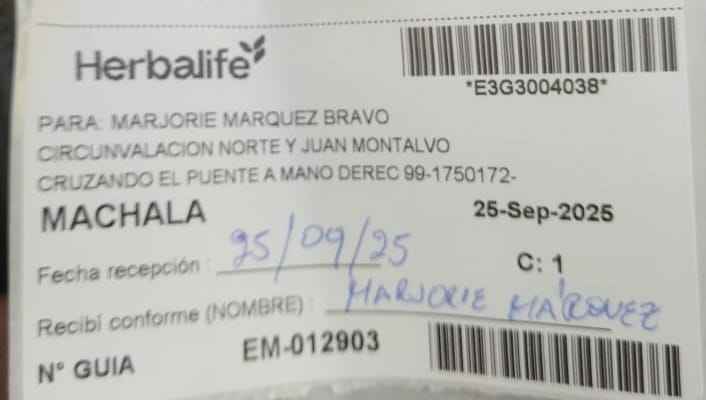 Herbalife
*E3G3004038*
PARA: MARJORIE MARQUEZ BRAVO
CIRCUNVALACION NORTE Y JUAN MONTALVO
CRUZANDO EL PUENTE A MANO DEREC 99-1750172-
MACHALA 25-Sep-2025
Fecha recepción : 25/09/25 C: 1
Recibí conforme (NOMBRE) : MARJORIE MÁRQUEZ
N° GUIA EM-012903